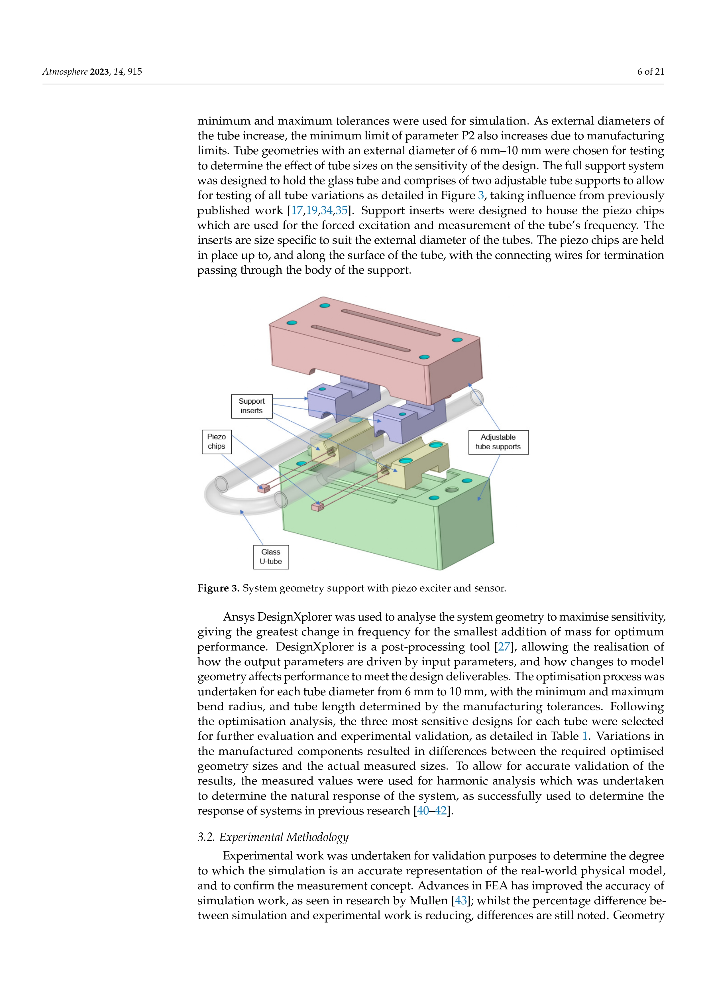 Atmosphere 2023, 14, 915
6 of 21
minimum and maximum tolerances were used for simulation. As external diameters of
the tube increase, the minimum limit of parameter P2 also increases due to manufacturing
limits. Tube geometries with an external diameter of 6 mm–10 mm were chosen for testing
to determine the effect of tube sizes on the sensitivity of the design. The full support system
was designed to hold the glass tube and comprises of two adjustable tube supports to allow
for testing of all tube variations as detailed in Figure 3, taking influence from previously
published work [17,19,34,35]. Support inserts were designed to house the piezo chips
which are used for the forced excitation and measurement of the tube's frequency. The
inserts are size specific to suit the external diameter of the tubes. The piezo chips are held
in place up to, and along the surface of the tube, with the connecting wires for termination
passing through the body of the support.
Support
inserts
Piezo
chips
Adjustable
tube supports
Glass
U-tube
Figure 3. System geometry support with piezo exciter and sensor.
Ansys DesignXplorer was used to analyse the system geometry to maximise sensitivity,
giving the greatest change in frequency for the smallest addition of mass for optimum
performance. DesignXplorer is a post-processing tool [27], allowing the realisation of
how the output parameters are driven by input parameters, and how changes to model
geometry affects performance to meet the design deliverables. The optimisation process was
undertaken for each tube diameter from 6 mm to 10 mm, with the minimum and maximum
bend radius, and tube length determined by the manufacturing tolerances. Following
the optimisation analysis, the three most sensitive designs for each tube were selected
for further evaluation and experimental validation, as detailed in Table 1. Variations in
the manufactured components resulted in differences between the required optimised
geometry sizes and the actual measured sizes. To allow for accurate validation of the
results, the measured values were used for harmonic analysis which was undertaken
to determine the natural response of the system, as successfully used to determine the
response of systems in previous research [40–42].
3.2. Experimental Methodology
Experimental work was undertaken for validation purposes to determine the degree
to which the simulation is an accurate representation of the real-world physical model,
and to confirm the measurement concept. Advances in FEA has improved the accuracy of
simulation work, as seen in research by Mullen [43]; whilst the percentage difference be-
tween simulation and experimental work is reducing, differences are still noted. Geometry